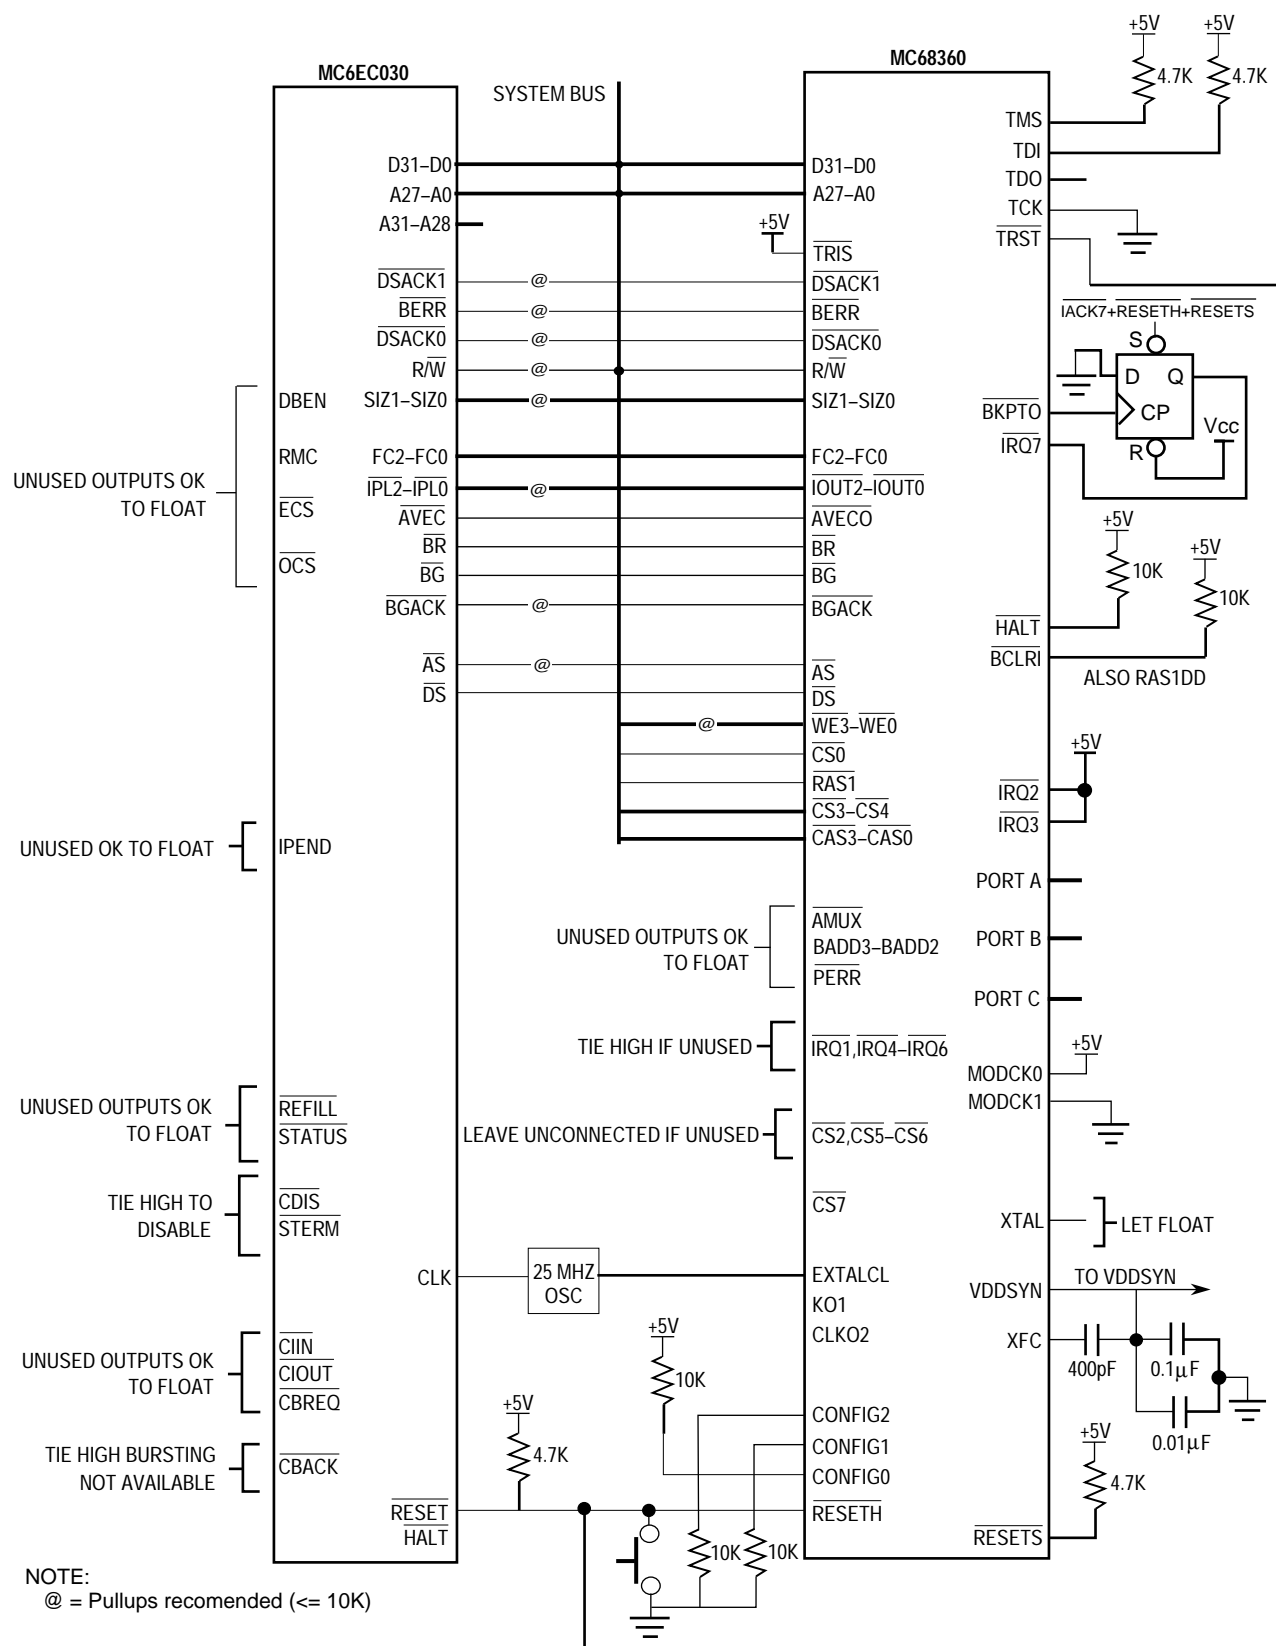 MC6EC030
MC68360
SYSTEM BUS
+5V
+5V
4.7K
4.7K
D31–D0
A27–A0
A31–A28
DSACK1
BERR
DSACK0
R/W
DBEN
SIZ1–SIZ0
RMC
FC2–FC0
ECS
IPL2–IPL0
AVEC
OCS
BR
BG
BGACK
AS
DS
UNUSED OUTPUTS OK
TO FLOAT
UNUSED OK TO FLOAT
IPEND
UNUSED OUTPUTS OK
TO FLOAT
REFILL
STATUS
TIE HIGH TO
DISABLE
CDIS
STERM
CLK
UNUSED OUTPUTS OK
TO FLOAT
CIIN
CIOUT
CBREQ
TIE HIGH BURSTING
NOT AVAILABLE
CBACK
RESET
HALT
@
@
@
@
@
@
@
@
@
+5V
D31–D0
A27–A0
TRIS
DSACK1
BERR
DSACK0
R/W
SIZ1–SIZ0
FC2–FC0
IOUT2–IOUT0
AVECO
BR
BG
BGACK
AS
DS
WE3–WE0
CS0
RAS1
CS3–CS4
CAS3–CAS0
UNUSED OUTPUTS OK
TO FLOAT
AMUX
BADD3–BADD2
PERR
TIE HIGH IF UNUSED
IRQ1,IRQ4–IRQ6
LEAVE UNCONNECTED IF UNUSED
CS2,CS5–CS6
CS7
25 MHZ
OSC
EXTALCL
KO1
CLKO2
+5V
10K
+5V
4.7K
CONFIG2
CONFIG1
CONFIG0
RESETH
10K
10K
TMS
TDI
TDO
TCK
TRST
IACK7+RESETH+RESETS
S
D Q
CP
R
Vcc
BKPTO
IRQ7
+5V
10K
+5V
10K
HALT
BCLRI
ALSO RAS1DD
+5V
IRQ2
IRQ3
PORT A
PORT B
PORT C
+5V
MODCK0
MODCK1
XTAL
LET FLOAT
VDDSYN
TO VDDSYN
XFC
400pF
0.1µF
0.01µF
+5V
4.7K
RESETS
NOTE:
@ = Pullups recomended (<= 10K)